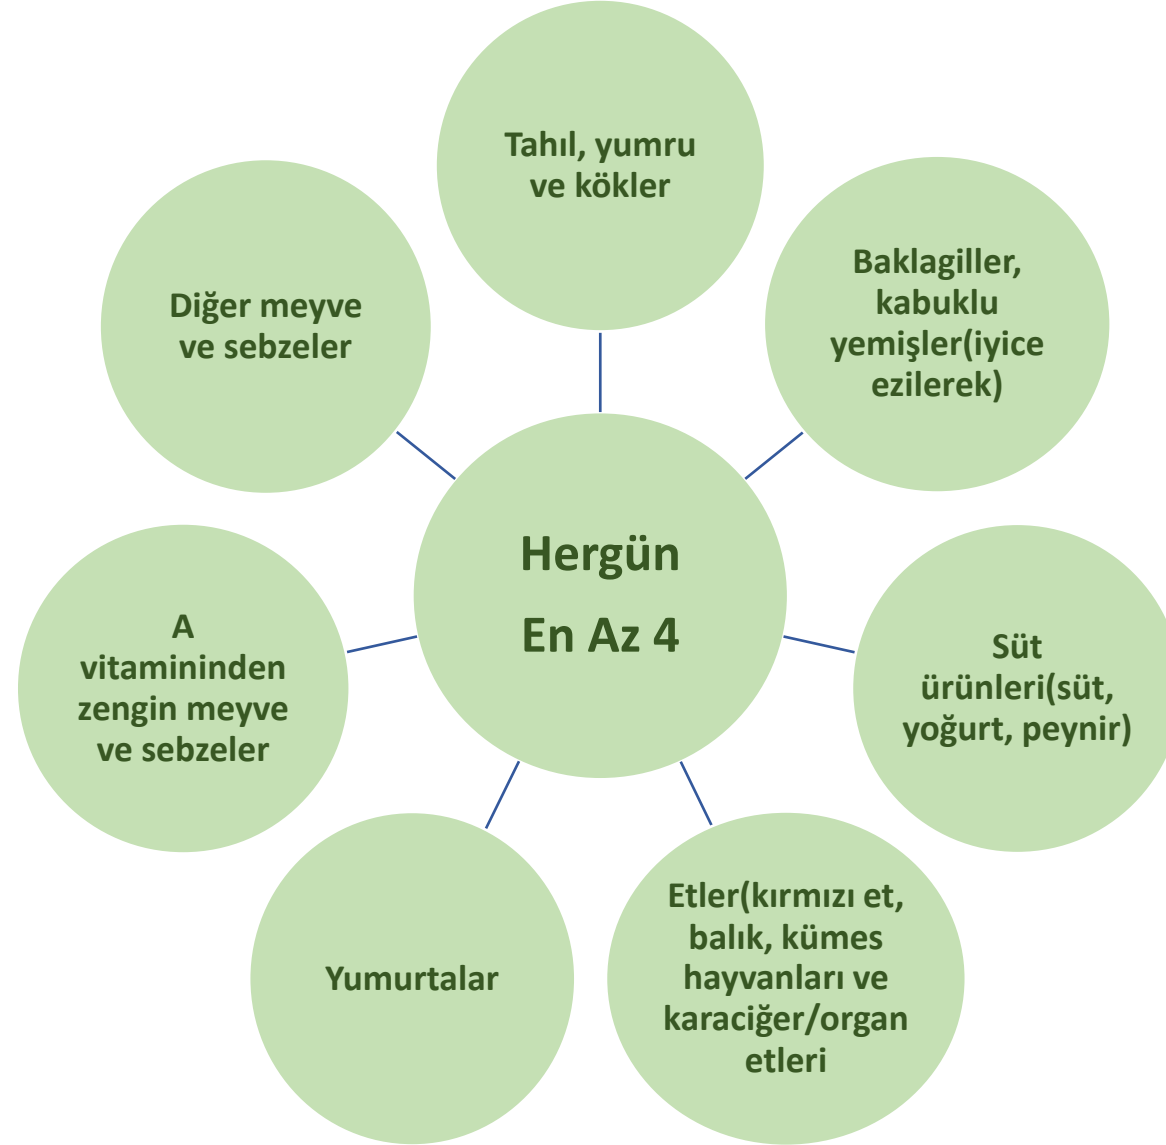 Tahıl, yumru
ve kökler
Baklagiller,
kabuklu
yemişler(iyice
ezilerek)
Süt
ürünleri(süt,
yoğurt, peynir)
Etler(kırmızı et,
balık, kümes
hayvanları ve
karaciğer/organ
etleri
Yumurtalar
A
vitamininden
zengin meyve
ve sebzeler
Diğer meyve
ve sebzeler
Hergün
En Az 4